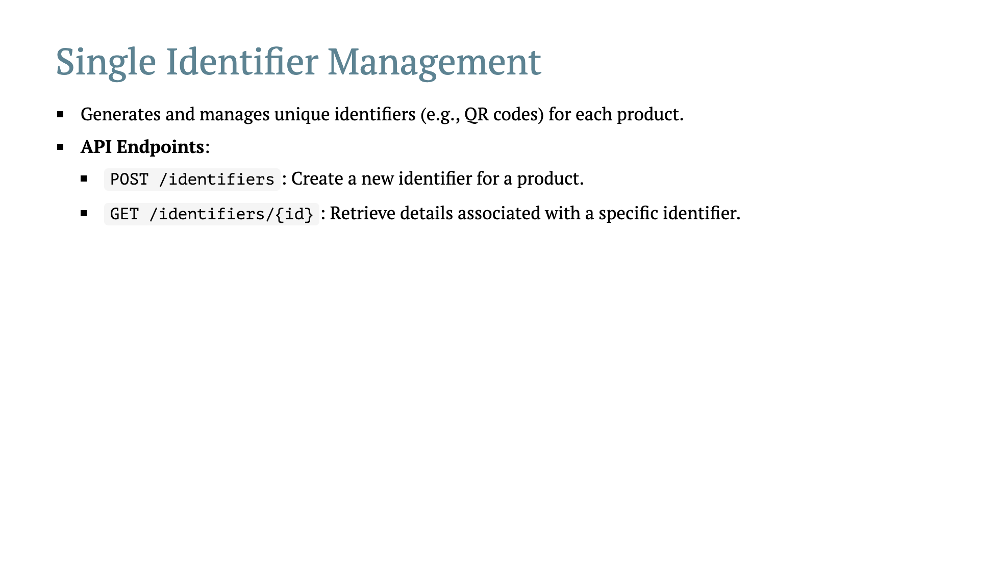 Single Identifier Management
▪ Generates and manages unique identifiers (e.g., QR codes) for each product.
▪ API Endpoints:
▪ POST /identifiers : Create a new identifier for a product.
▪ GET /identifiers/{id} : Retrieve details associated with a specific identifier.